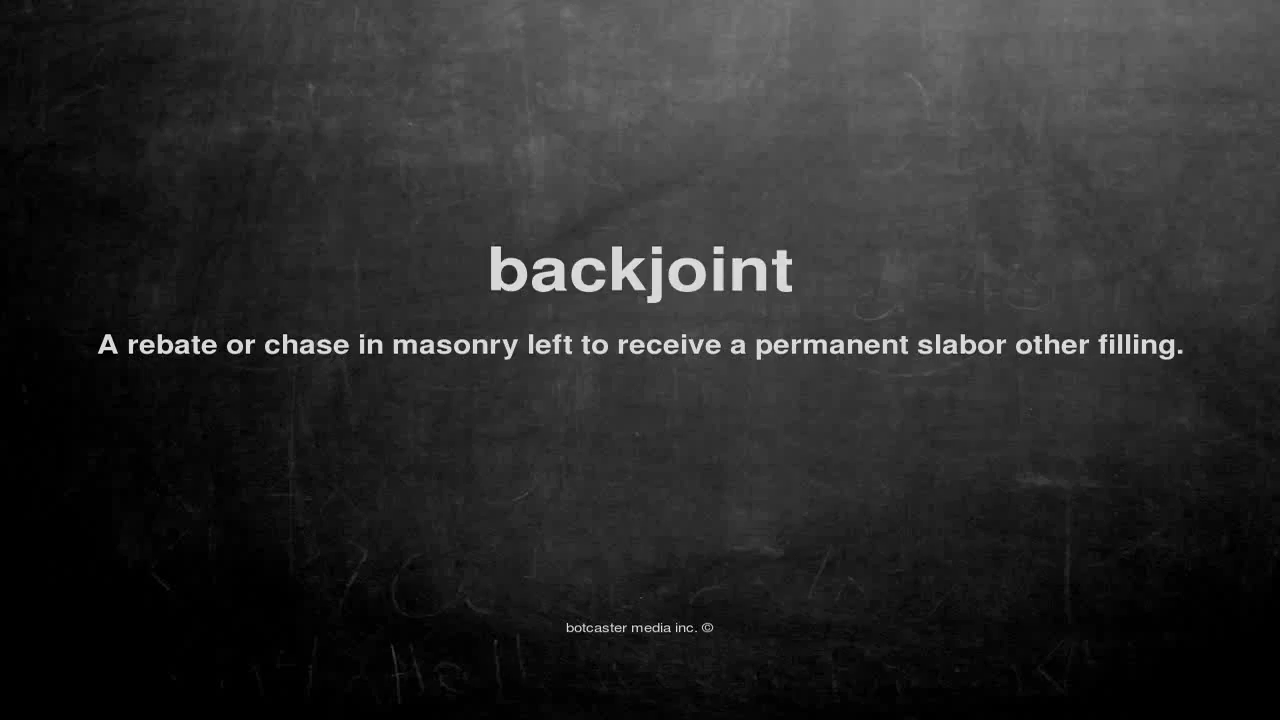 backjoint
A rebate or chase in masonry left to receive a permanent slabor other filling.
botcaster media inc. ©